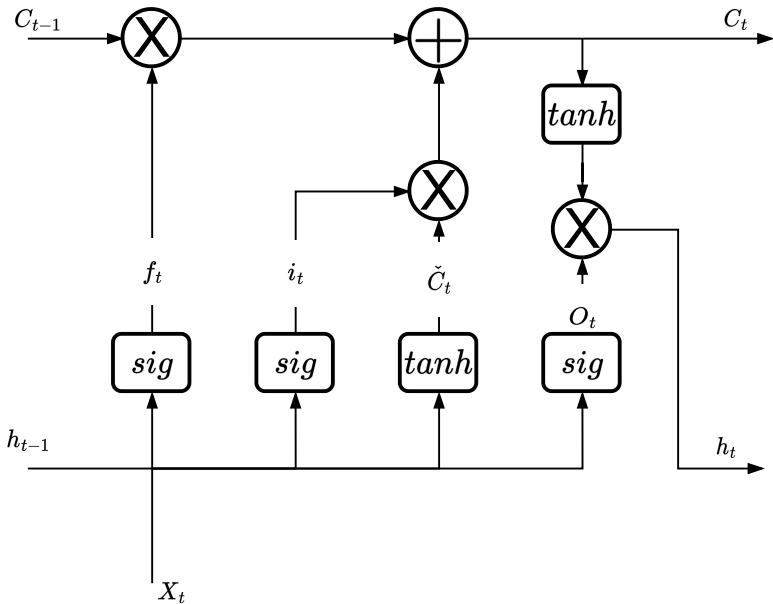 C_{t-1}
C_t
X
+
tanh
X
X
f_t
i_t
Č_t
O_t
sig
sig
tanh
sig
h_{t-1}
h_t
X_t